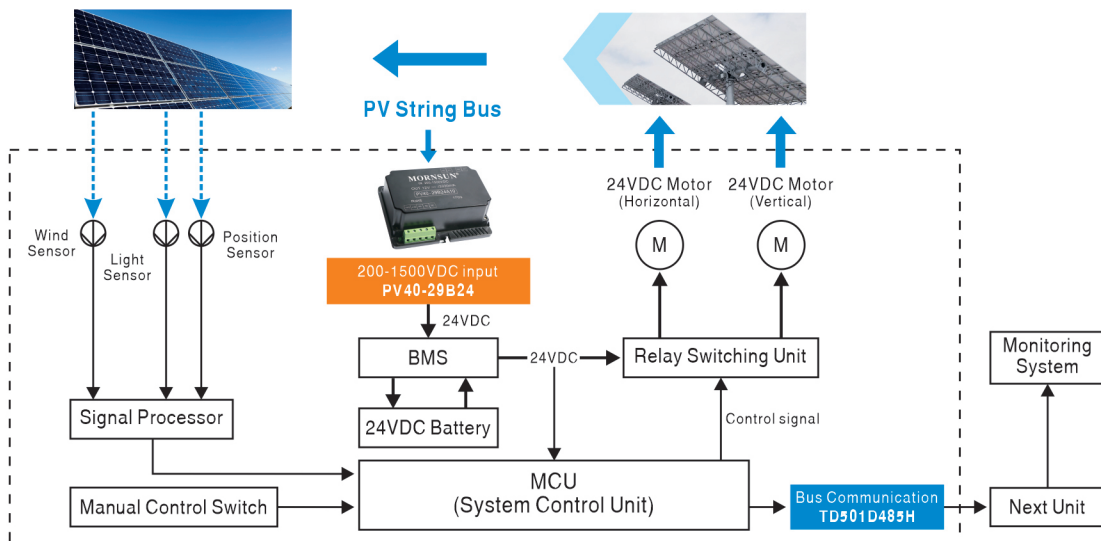 PV String Bus
MORNSUN
24VDC Motor
(Horizontal)
24VDC Motor
(Vertical)
Wind
Sensor
Light
Sensor
Position
Sensor
M
M
200-1500VDC input
PV40-29B24
24VDC
BMS
24VDC
Relay Switching Unit
Monitoring
System
Signal Processor
24VDC Battery
Control signal
MCU
(System Control Unit)
Manual Control Switch
Bus Communication
TD501D485H
Next Unit